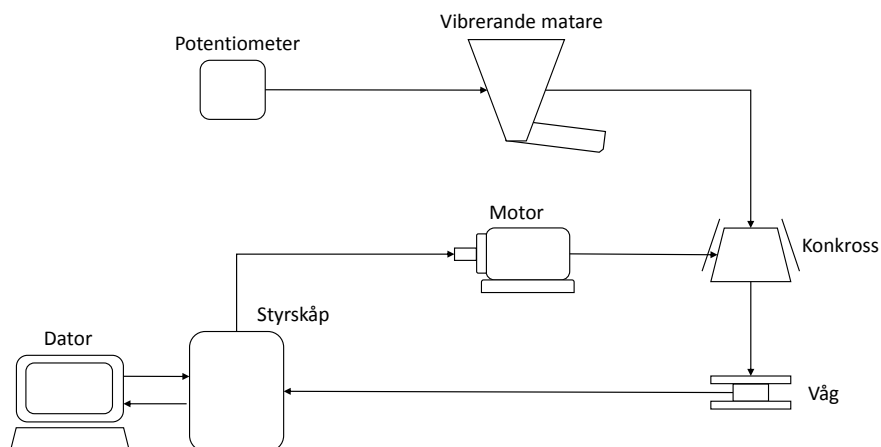 Vibrerande matare
Potentiometer
Motor
Konkross
Styrskåp
Dator
Våg